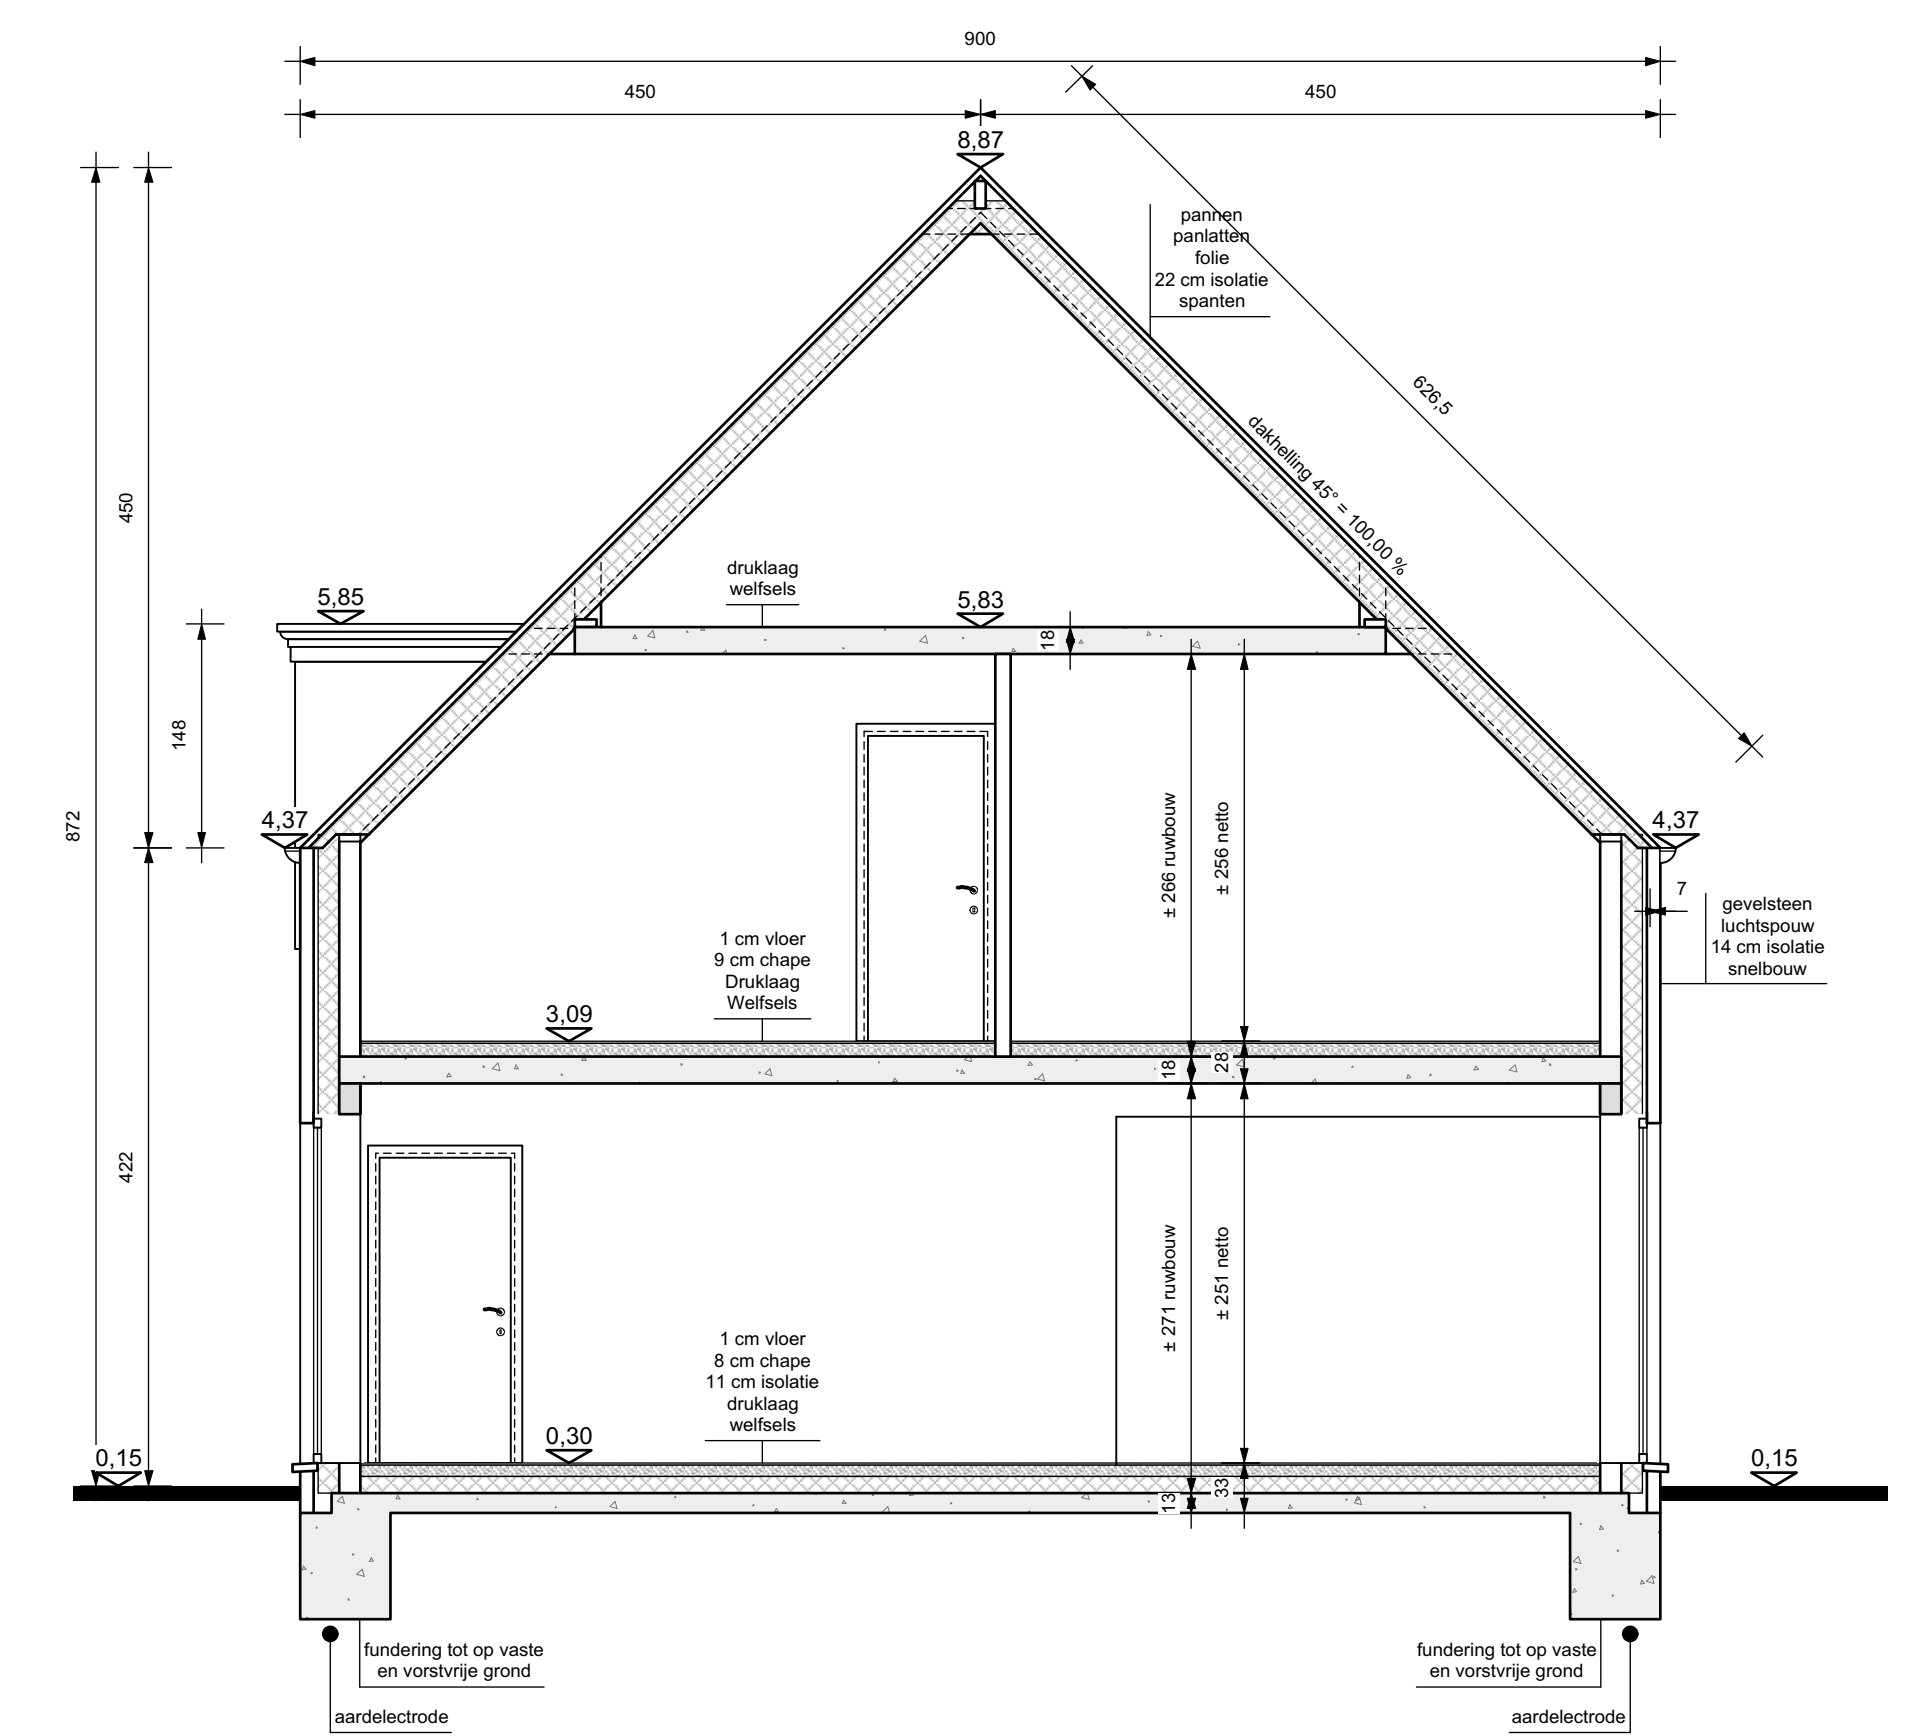 900
450
450
8,87
pannen
panlatten
folie
22 cm isolatie
spanten
626,5
dakhelling 45° = 100,00 %
450
druklaag
welfsels
5,85
5,83
18
148
872
4,37
4,37
± 266 ruwbouw
± 256 netto
7
gevelsteen
luchtspouw
14 cm isolatie
snelbouw
1 cm vloer
9 cm chape
Druklaag
Welfsels
3,09
18
28
422
± 271 ruwbouw
± 251 netto
1 cm vloer
8 cm chape
11 cm isolatie
druklaag
welfsels
0,30
0,15
0,15
13
33
fundering tot op vaste
en vorstvrije grond
fundering tot op vaste
en vorstvrije grond
aardelectrode
aardelectrode